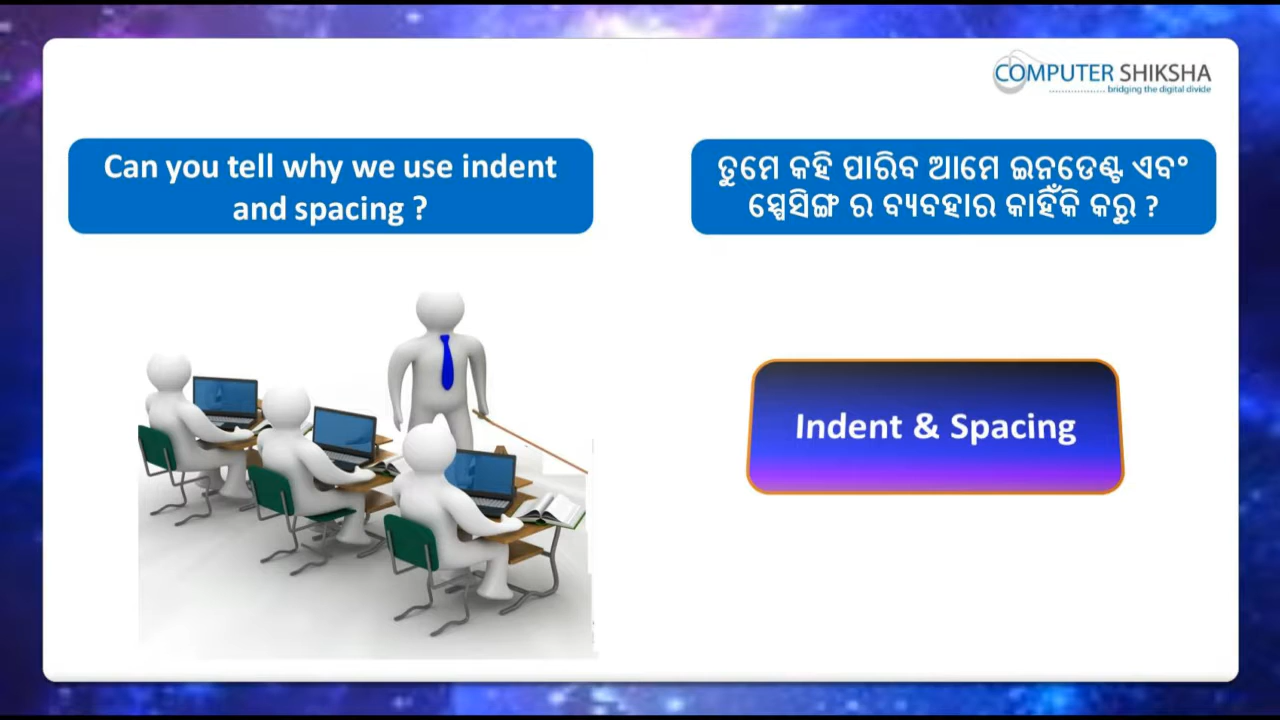 COMPUTER SHIKSHA
bridging the digital divide
Can you tell why we use indent
and spacing ?
ତୁମେ କହି ପାରିବ ଆମେ ଇନଡେଣ୍ଟ ଏବଂ
ସ୍ପେସିଙ୍ଗ ର ବ୍ୟବହାର କାହିଁକି କରୁ ?
Indent & Spacing